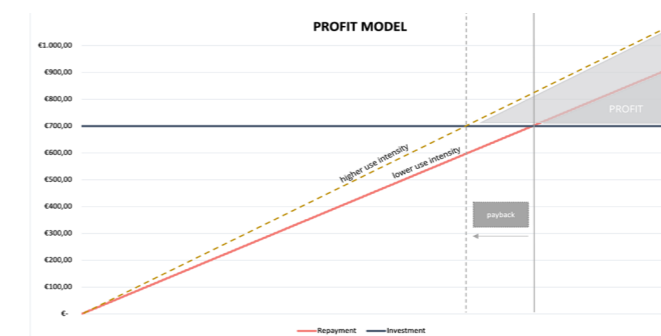 PROFIT MODEL
€1.000,00
€900,00
€800,00
€700,00
€600,00
€500,00
€400,00
€300,00
€200,00
€100,00
€-
PROFIT
higher use intensity
lower use intensity
payback
Repayment
Investment